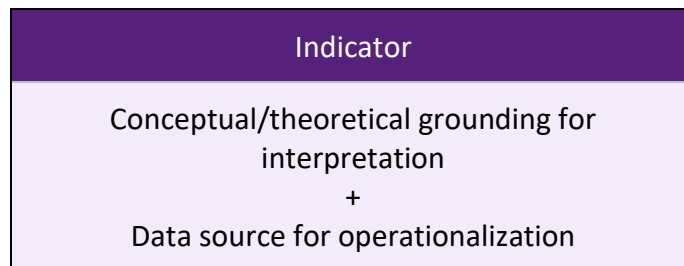 Indicator
Conceptual/theoretical grounding for
interpretation
+
Data source for operationalization